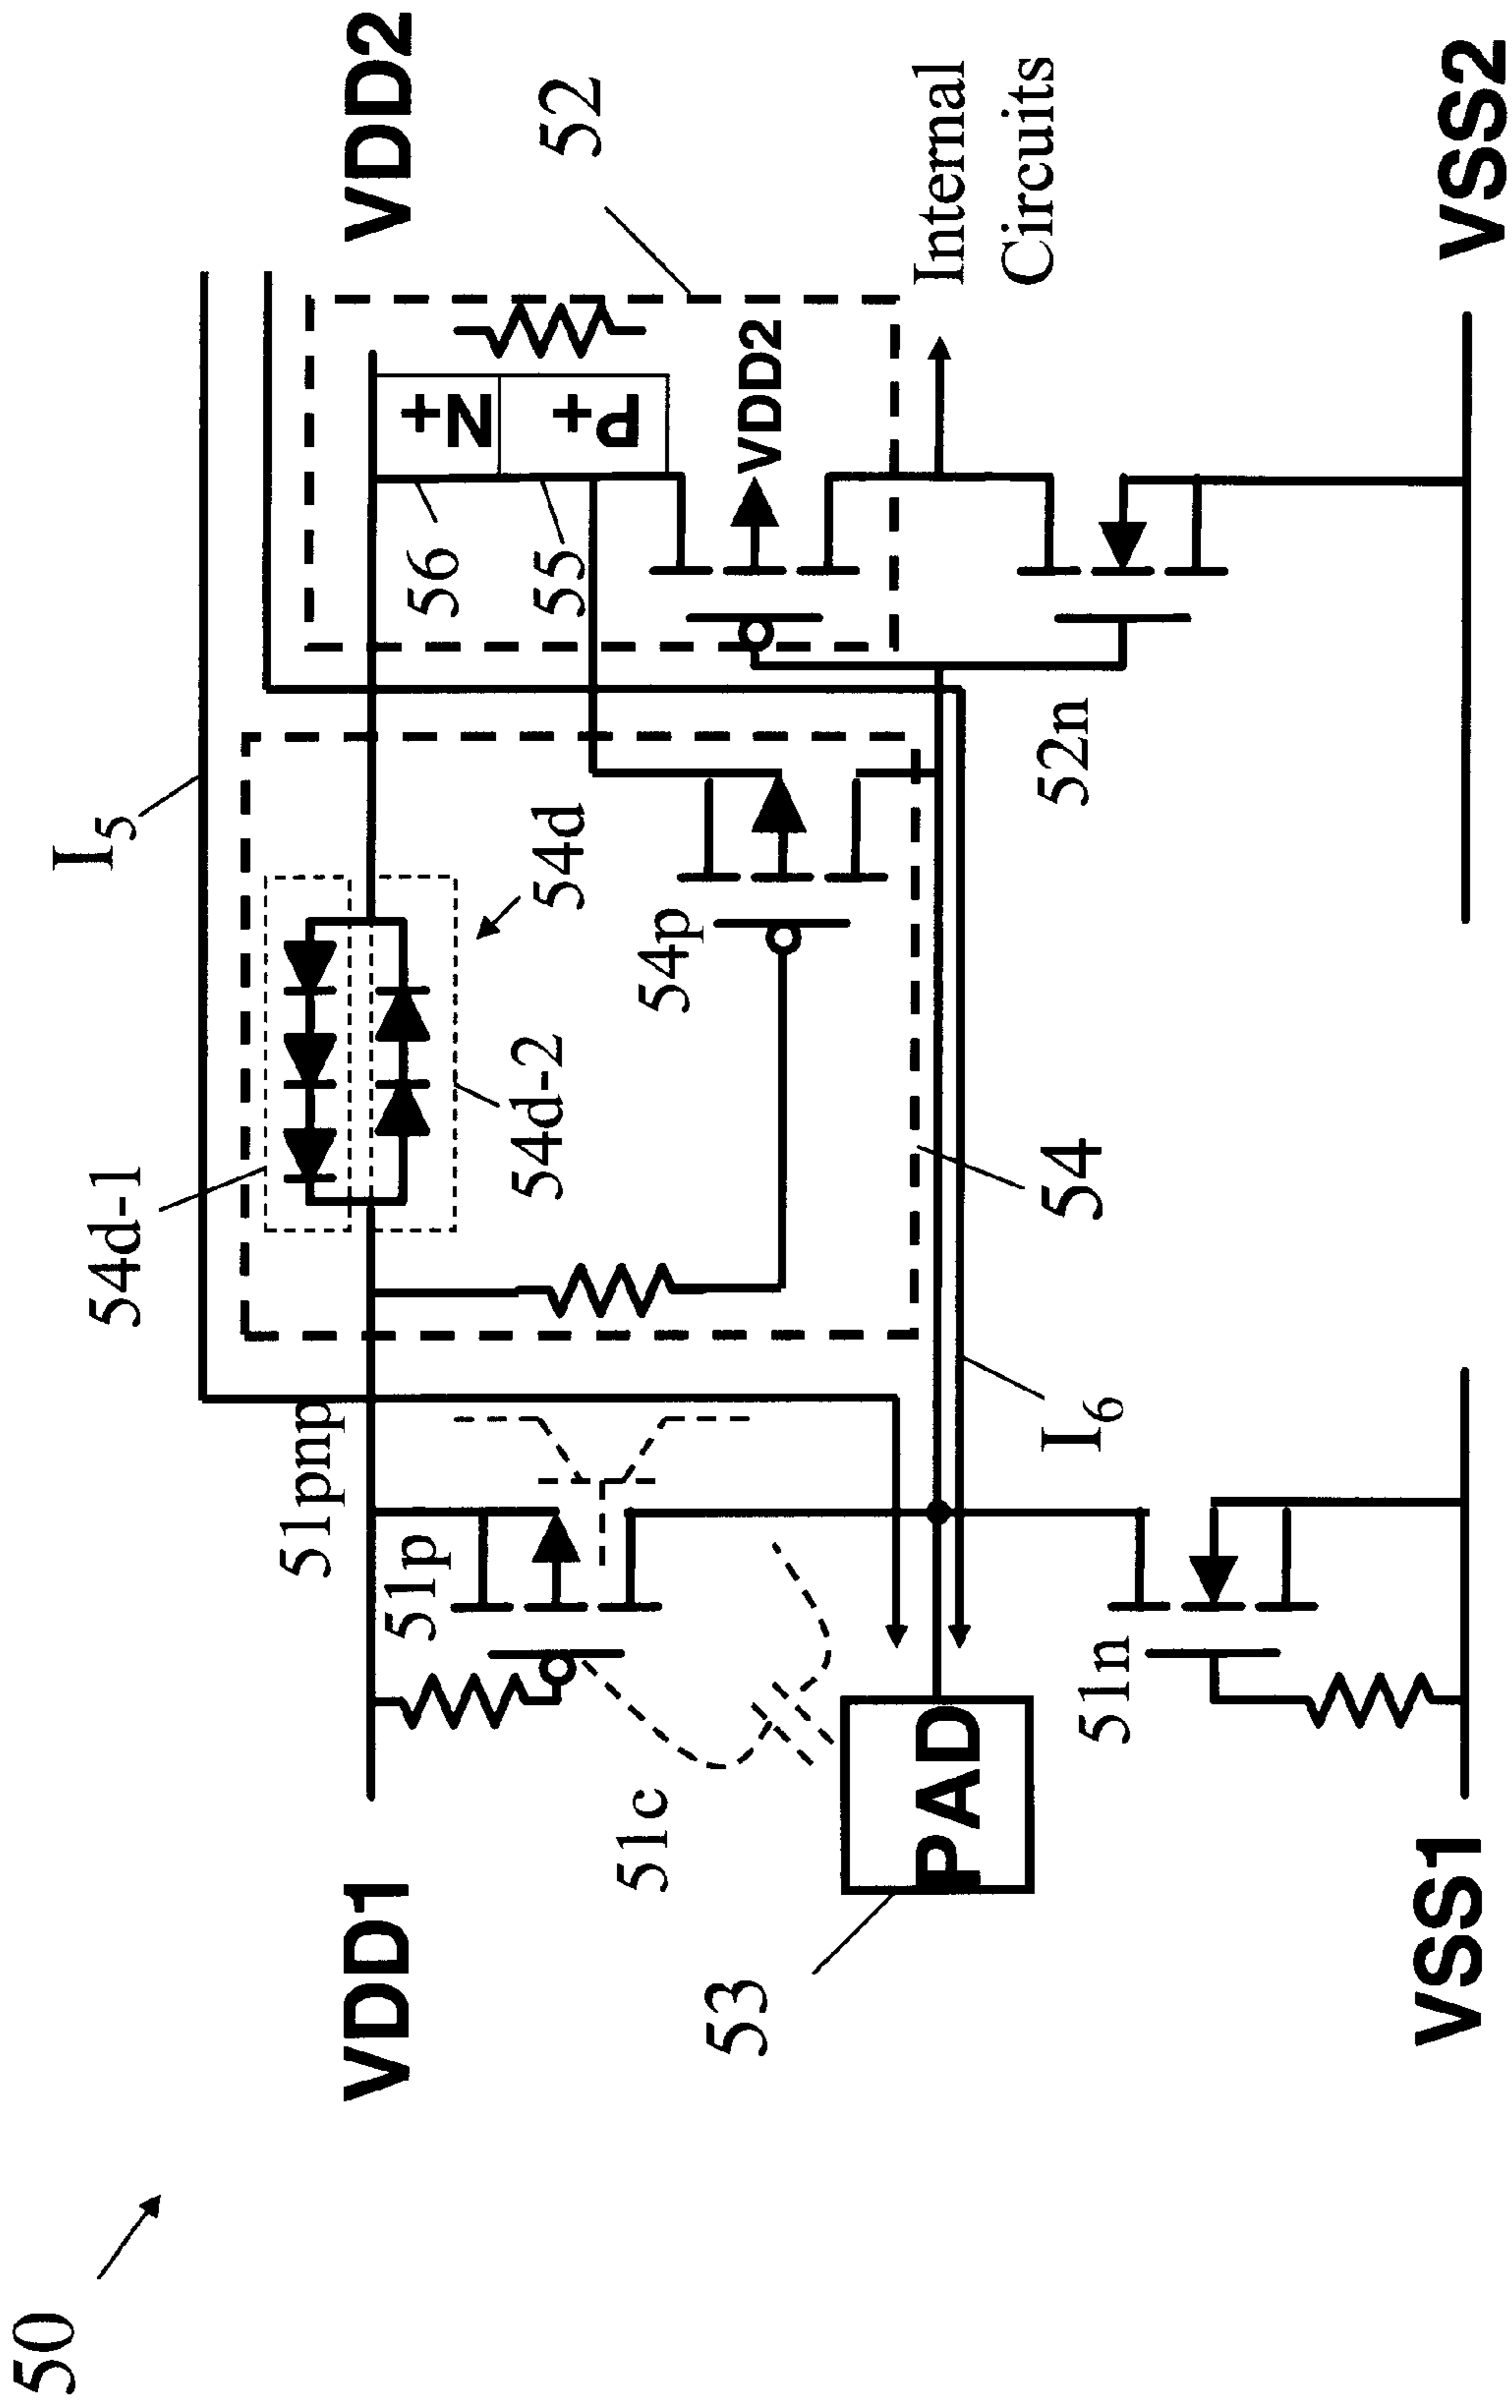 50
I5
VDD1
VDD2
54d-1
51pnp
51p
54d
54d-2
56
N+
55
P+
52
54p
VDD2
51c
53
PAD
Internal
Circuits
54
I6
52n
51n
VSS1
VSS2